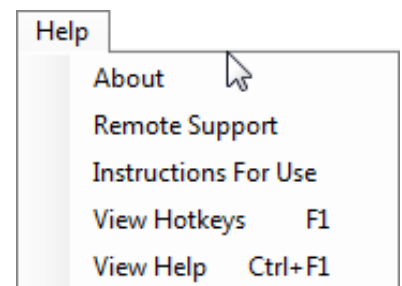 Help
About
Remote Support
Instructions For Use
View Hotkeys F1
View Help Ctrl+F1